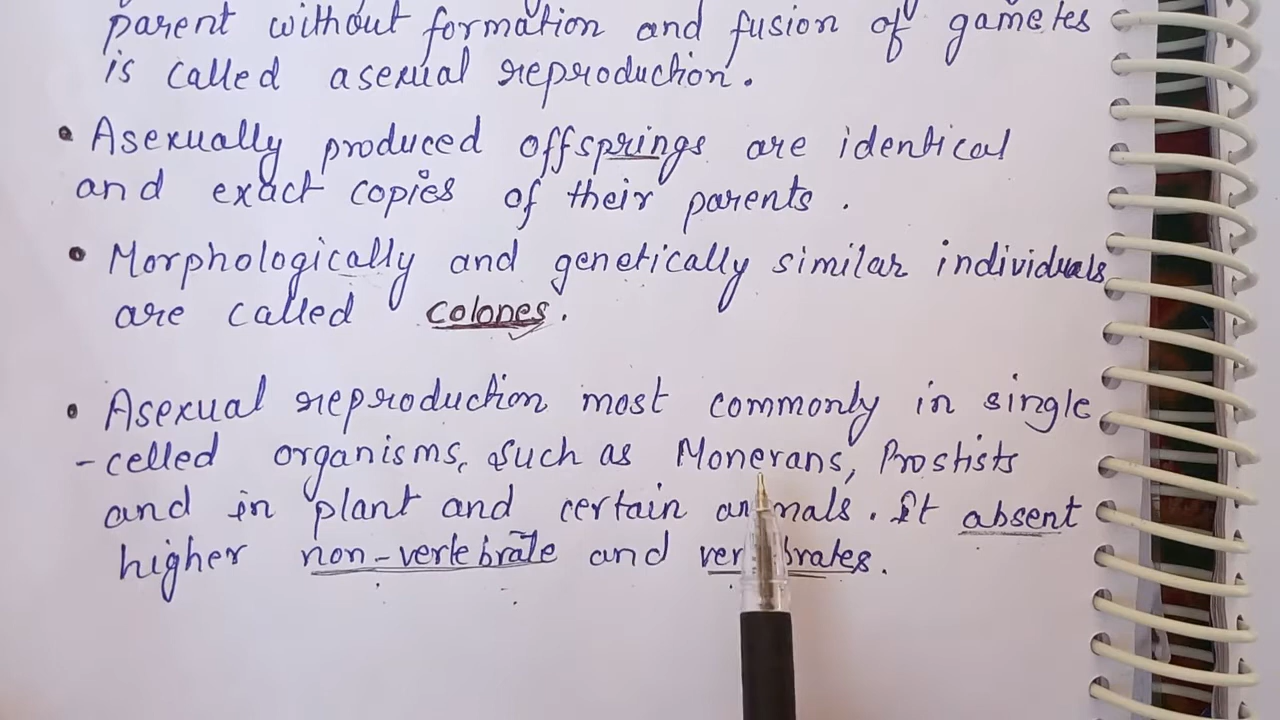 parent without formation and fusion of gametes
is called asexual reproduction.
• Asexually produced offsprings are identical
and exact copies of their parents.
• Morphologically and genetically similar individuals
are called colones.
• Asexual reproduction most commonly in single
-celled organisms, such as Monerans, Prostists
and in plant and certain animals. It absent
higher non-vertebrate and vertebrates.